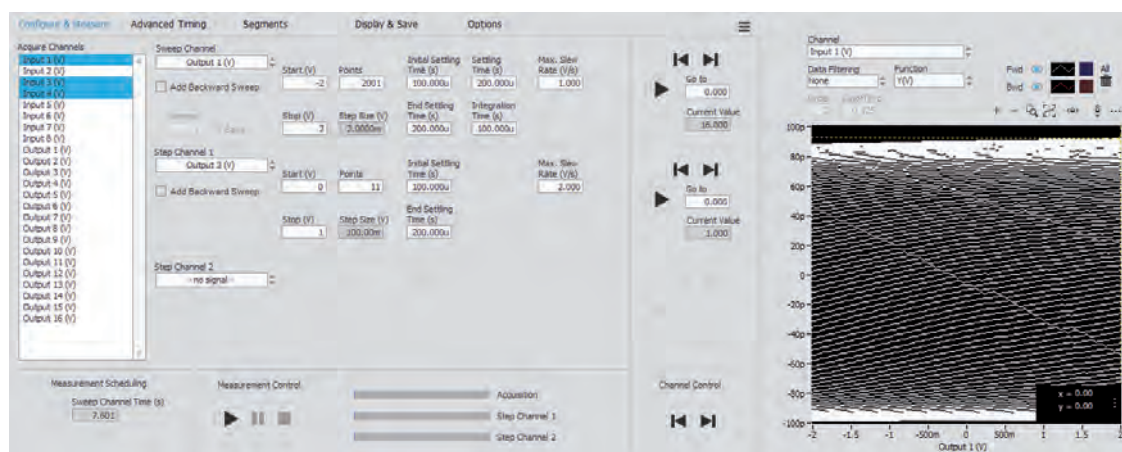 Configure & Measure Advanced Timing Segments Display & Save Options
Acquire Channels
Input 1 (V)
Input 2 (V)
Input 3 (V)
Input 4 (V)
Input 5 (V)
Input 6 (V)
Input 7 (V)
Input 8 (V)
Output 1 (V)
Output 2 (V)
Output 3 (V)
Output 4 (V)
Output 5 (V)
Output 6 (V)
Output 7 (V)
Output 8 (V)
Output 9 (V)
Output 10 (V)
Output 11 (V)
Output 12 (V)
Output 13 (V)
Output 14 (V)
Output 15 (V)
Output 16 (V)
Sweep Channel
Output 1 (V)
Add Backward Sweep
Start (V)
-2
Points
2001
Initial Settling Time (s)
100.000u
Settling Time (s)
200.000u
Max. Slew Rate (V/s)
1.000
Stop (V)
2
Step Size (V)
2.0000m
End Settling Time (s)
200.000u
Integration Time (s)
100.000u
Step Channel 1
Output 3 (V)
Add Backward Sweep
Start (V)
0
Points
11
Initial Settling Time (s)
100.000u
Max. Slew Rate (V/s)
2.000
Stop (V)
1
Step Size (V)
100.00m
End Settling Time (s)
200.000u
Step Channel 2
--no signal--
Go to
0.000
Current Value
16.000
Go to
0.000
Current Value
1.000
Measurement Scheduling
Sweep Channel Time (s)
7.601
Measurement Control
Acquisition
Step Channel 1
Step Channel 2
Channel Control
Channel
Input 1 (V)
Data Filtering
None
Function
Y(V)
Fwd
Bwd
All
100p
80p
60p
40p
20p
0
-20p
-40p
-60p
-80p
-100p
-2 -1.5 -1 -500m 0 500m 1 1.5 2
Output 1 (V)
x = 0.00
y = 0.00